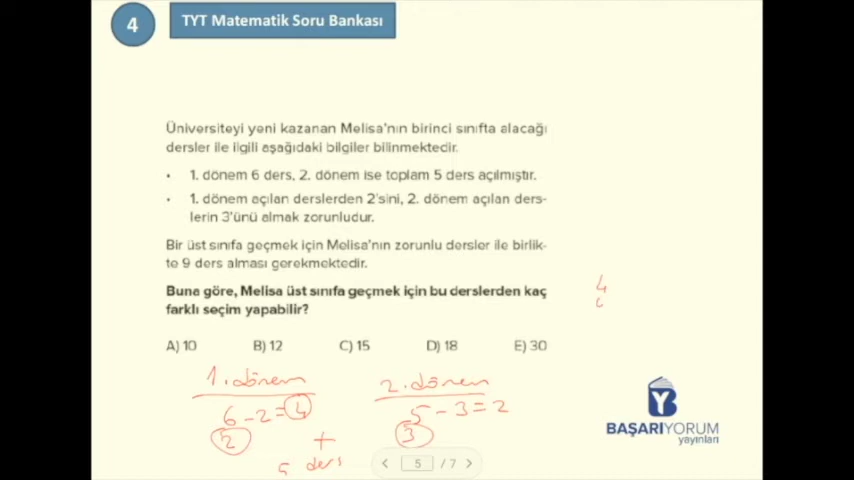 4
TYT Matematik Soru Bankası
Üniversiteyi yeni kazanan Melisa'nın birinci sınıfta alacağı
dersler ile ilgili aşağıdaki bilgiler bilinmektedir.
• 1. dönem 6 ders, 2. dönem ise toplam 5 ders açılmıştır.
• 1. dönem açılan derslerden 2'sini, 2. dönem açılan ders-
lerin 3'ünü almak zorunludur.
Bir üst sınıfa geçmek için Melisa'nın zorunlu dersler ile birlik-
te 9 ders alması gerekmektedir.
Buna göre, Melisa üst sınıfa geçmek için bu derslerden kaç
farklı seçim yapabilir?
A) 10 B) 12 C) 15 D) 18 E) 30
4
1. dönem 2. dönem
6 - 2 = 4 5 - 3 = 2
2 + 3
ders
BAŞARIYORUM
yayınları
5 / 7